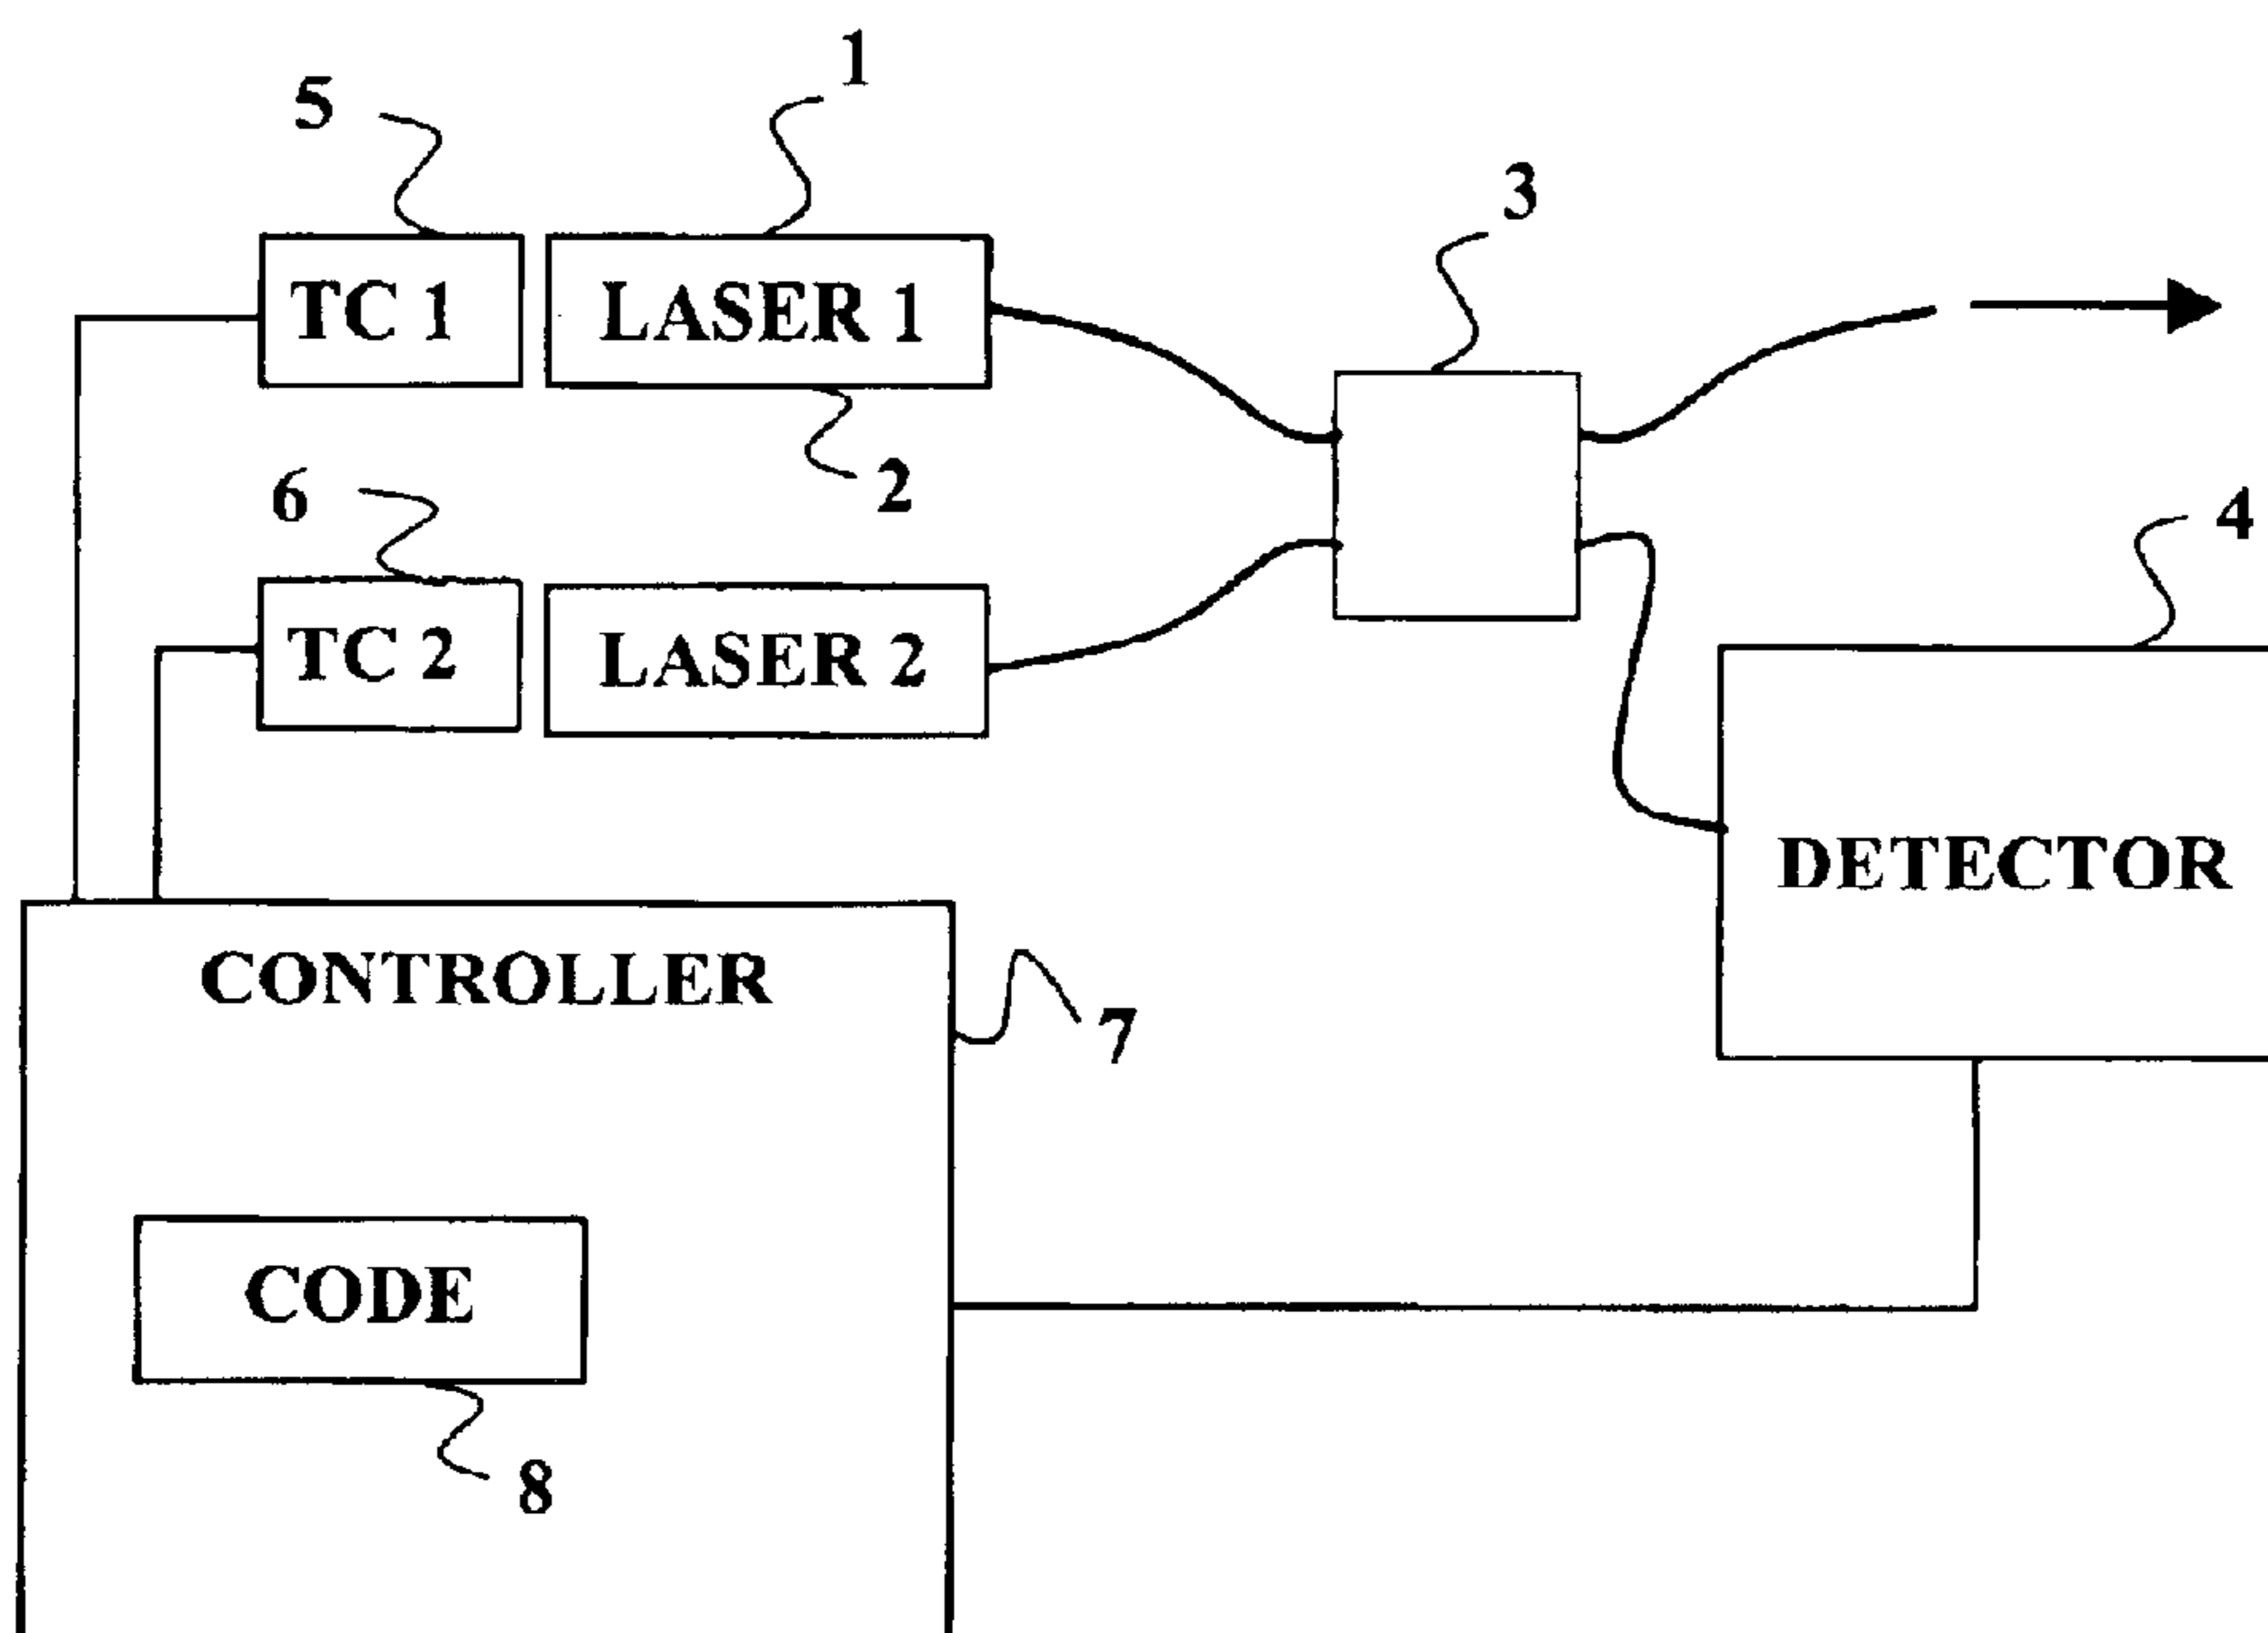 1
5
3
TC 1
LASER 1
2
4
6
TC 2
LASER 2
DETECTOR
CONTROLLER
7
CODE
8